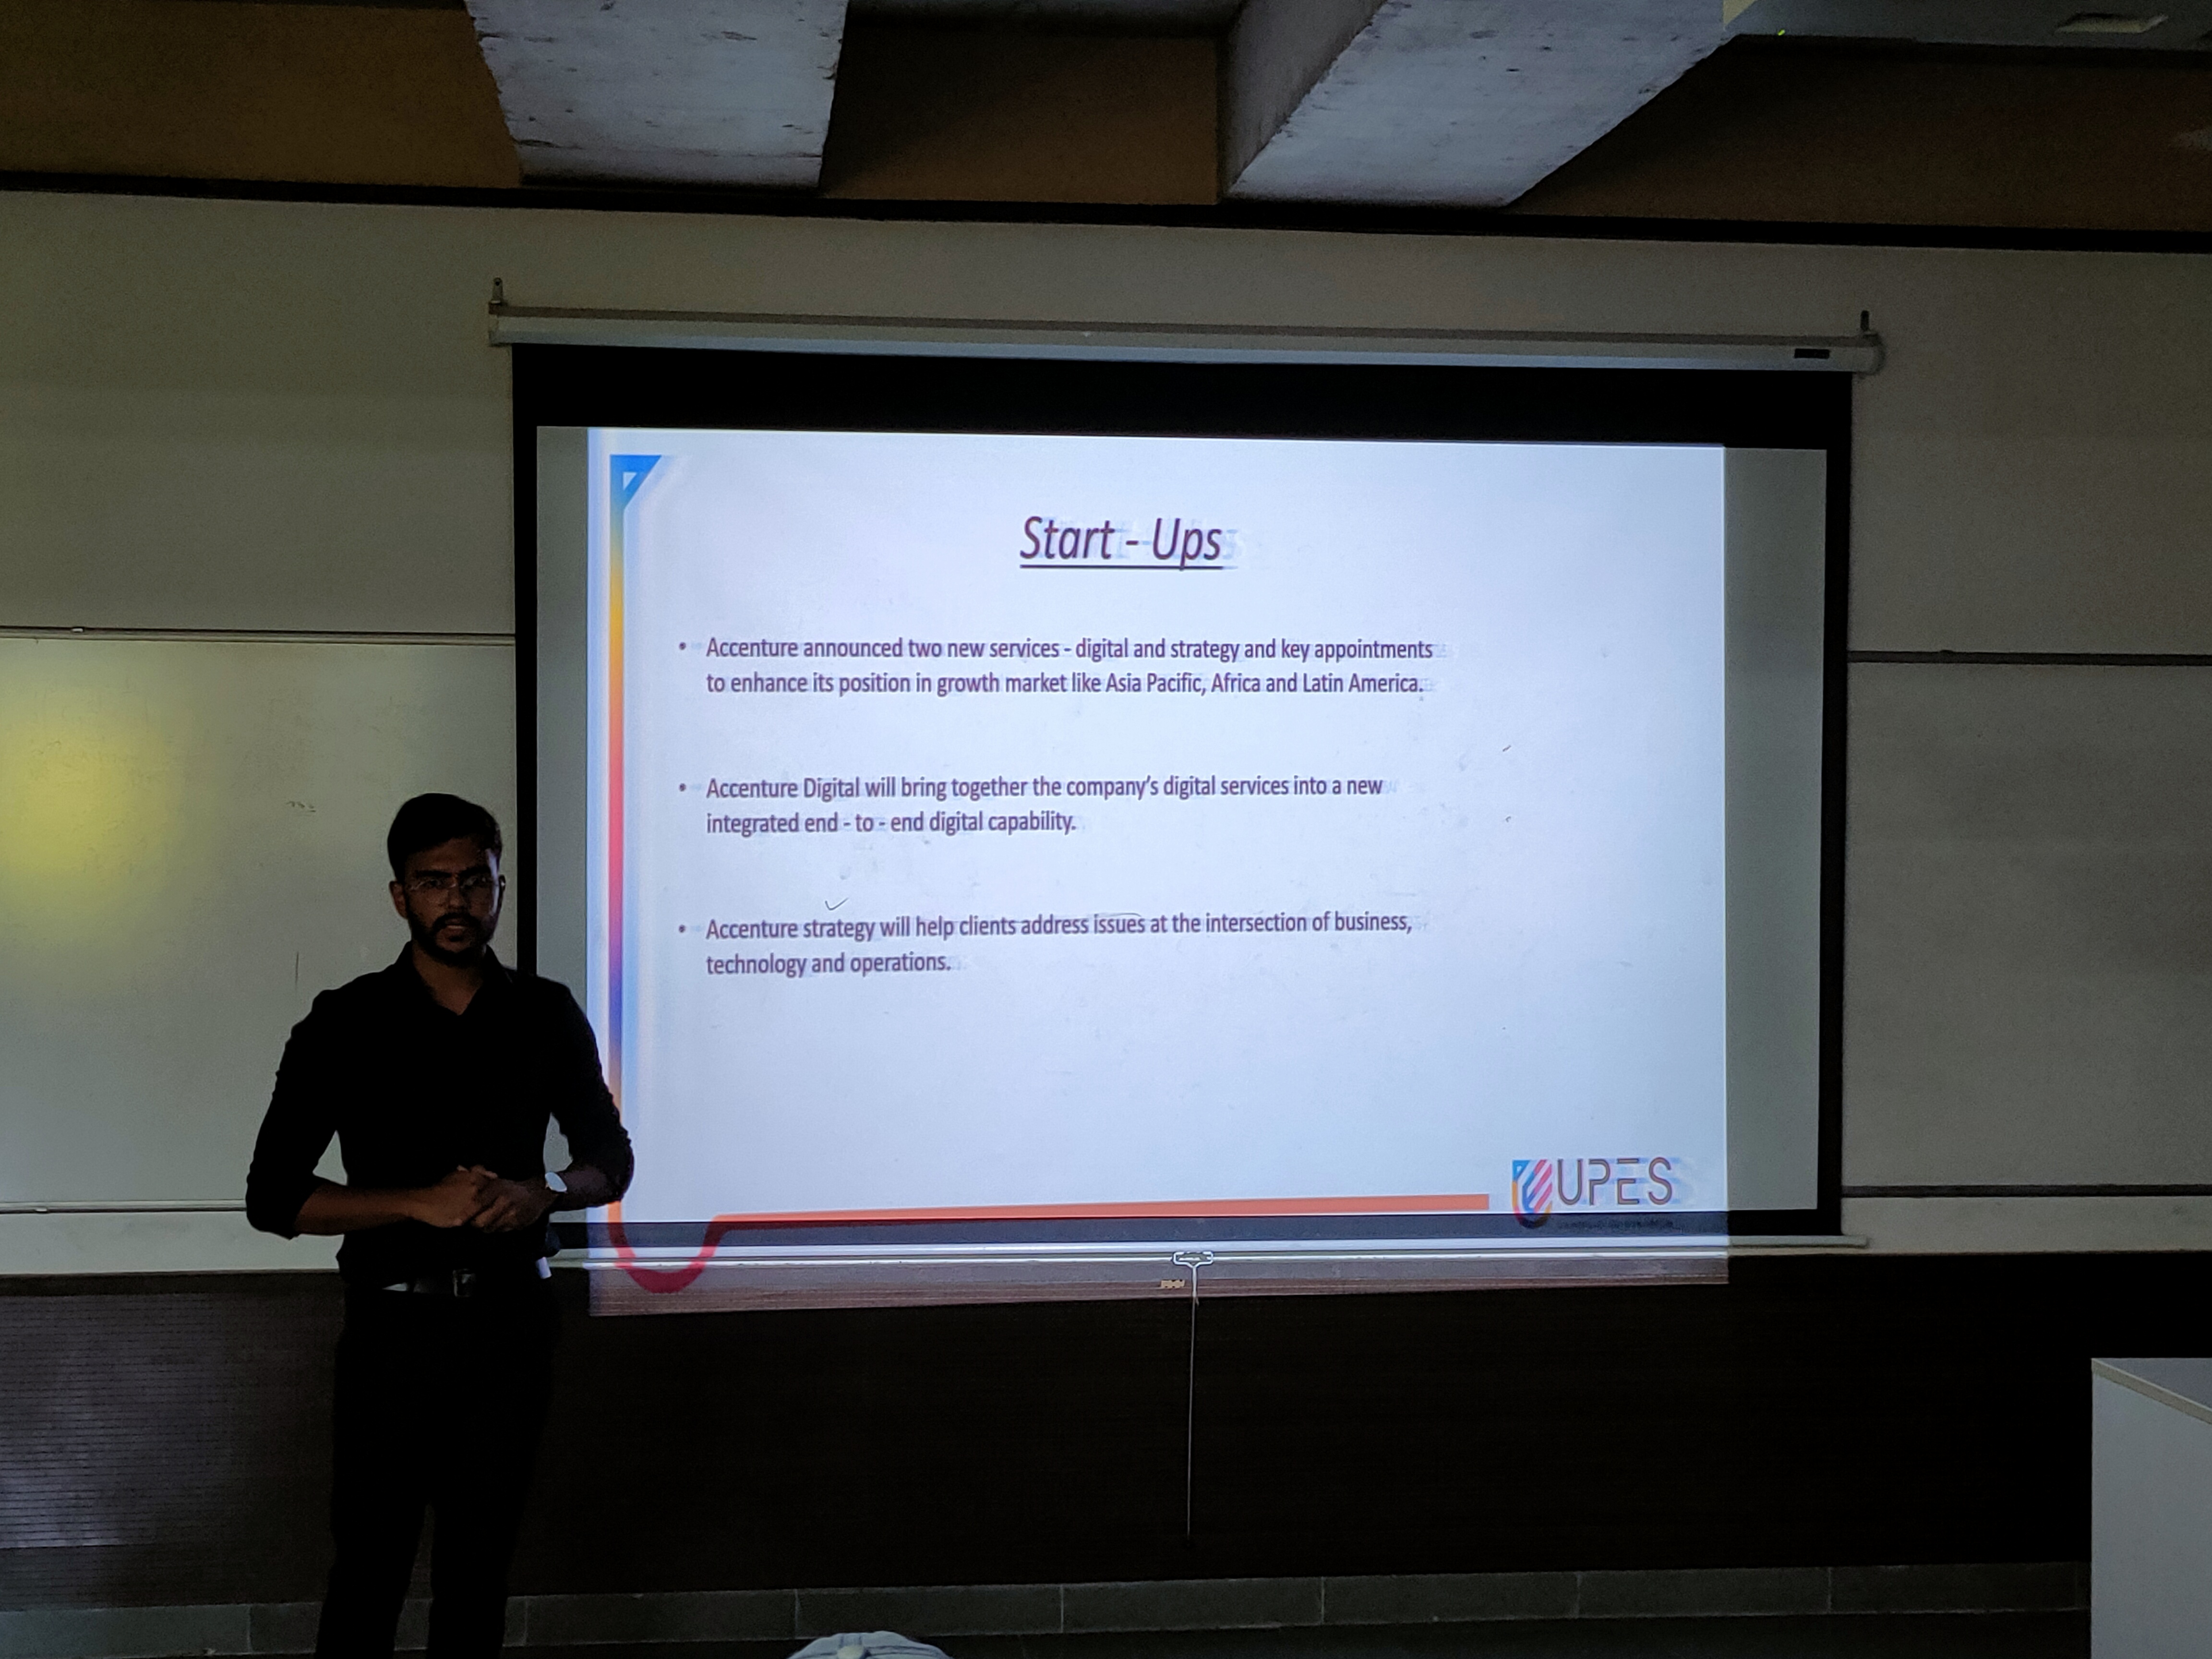 Start - Ups
• Accenture announced two new services - digital and strategy and key appointments
to enhance its position in growth market like Asia Pacific, Africa and Latin America.
• Accenture Digital will bring together the company's digital services into a new
integrated end - to - end digital capability.
• Accenture strategy will help clients address issues at the intersection of business,
technology and operations.
UPES